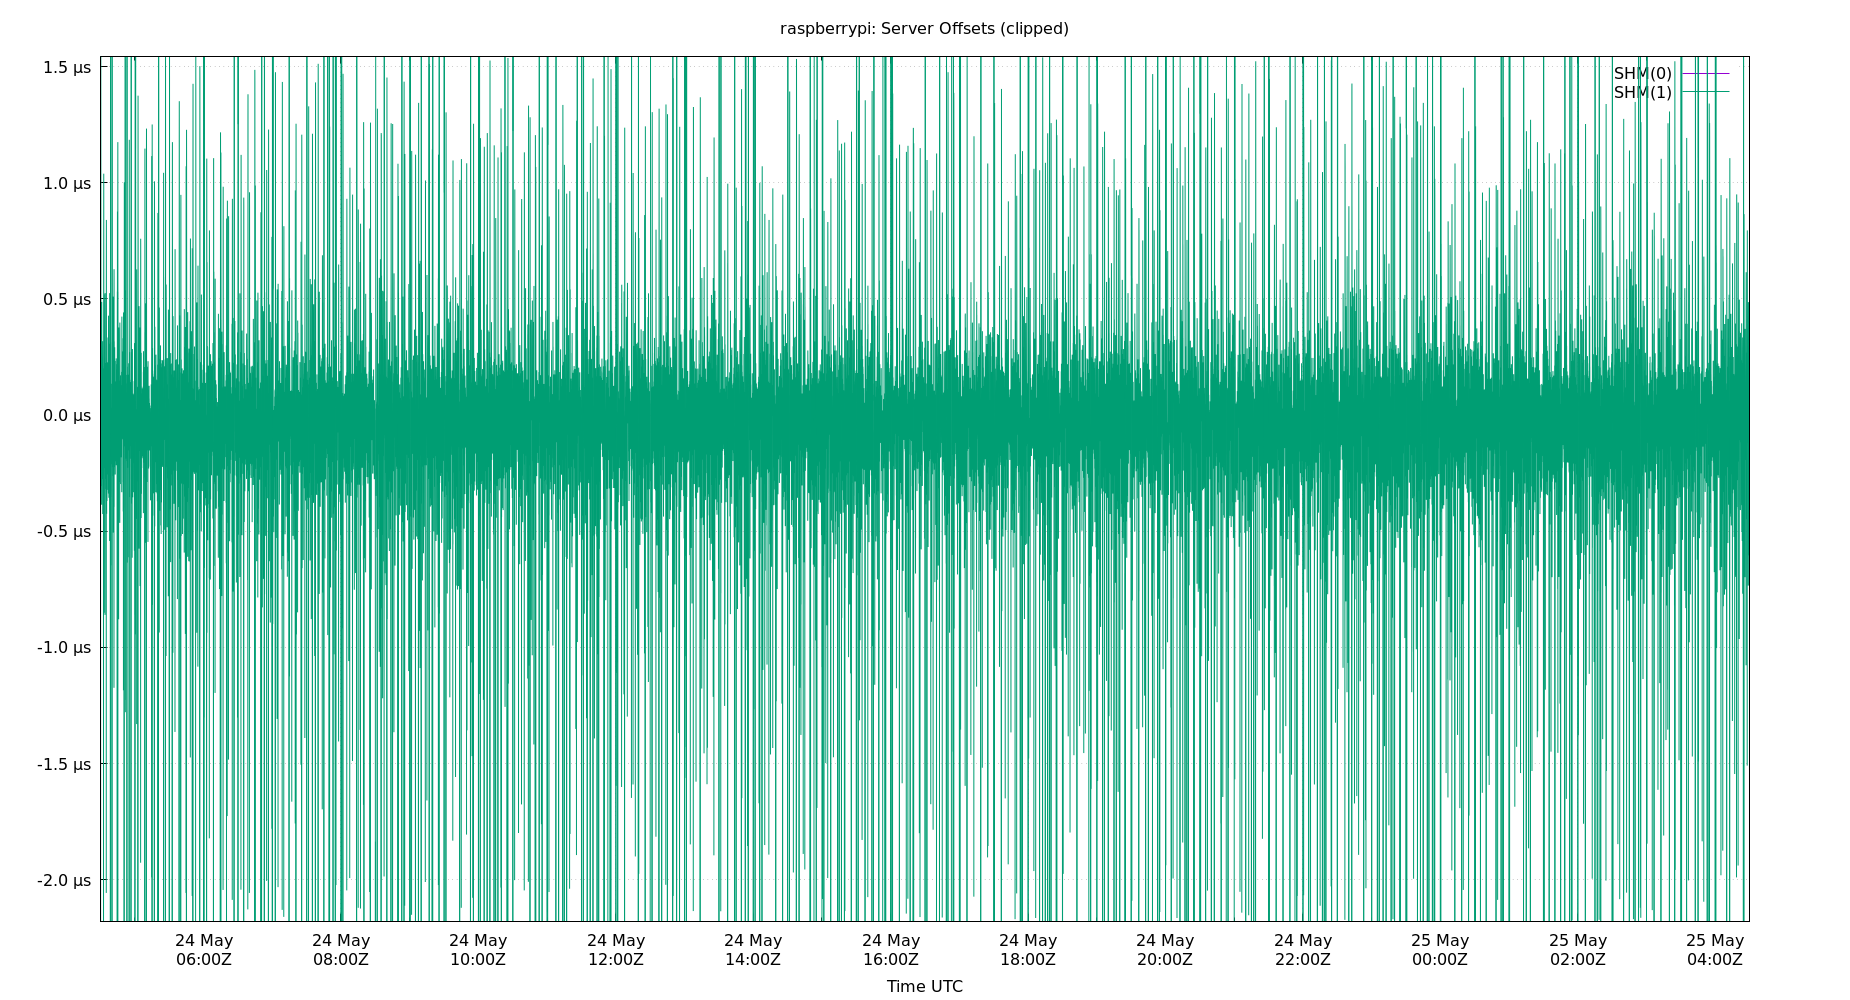 raspberrypi: Server Offsets (clipped)
SHM(0)
SHM(1)
1.5 μs
1.0 μs
0.5 μs
0.0 μs
-0.5 μs
-1.0 μs
-1.5 μs
-2.0 μs
24 May 24 May 24 May 24 May 24 May 24 May 24 May 24 May 24 May 25 May 25 May 25 May
06:00Z 08:00Z 10:00Z 12:00Z 14:00Z 16:00Z 18:00Z 20:00Z 22:00Z 00:00Z 02:00Z 04:00Z
Time UTC